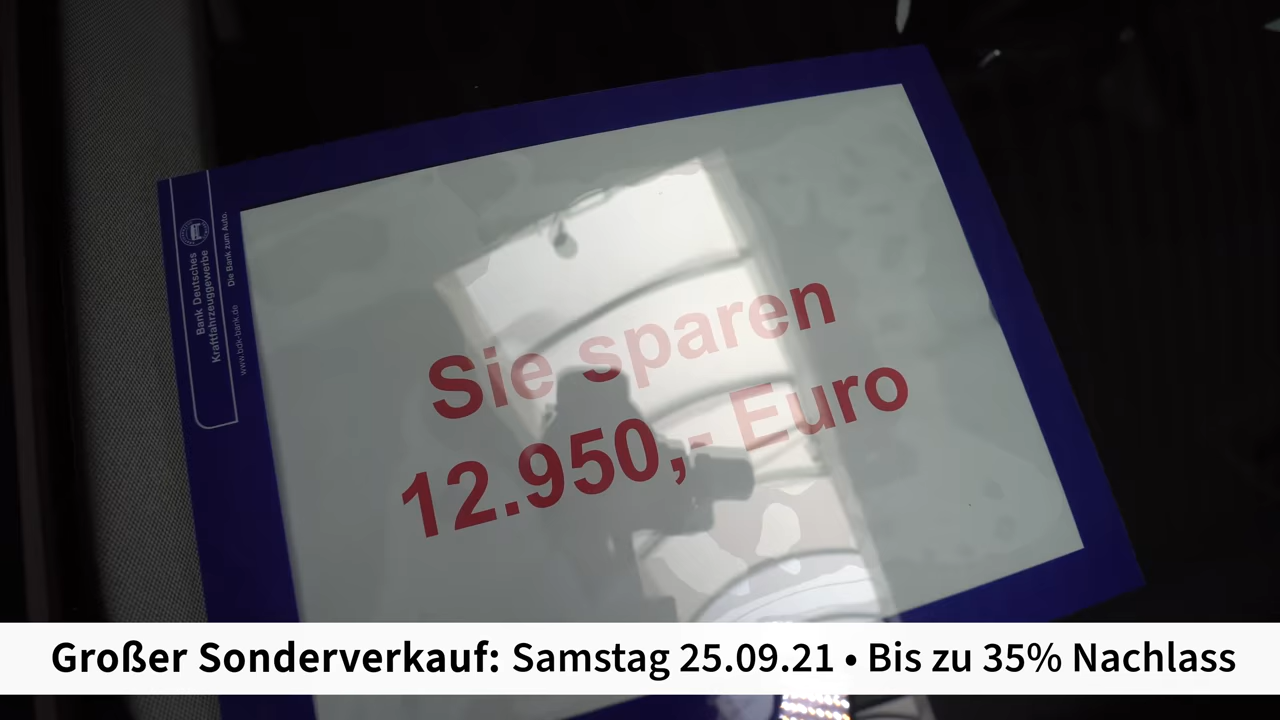 Bank Deutsches
Kraftfahrzeuggewerbe
Die Bank zum Auto.
www.bdk-bank.de
Sie sparen
12.950,- Euro
Großer Sonderverkauf: Samstag 25.09.21 • Bis zu 35% Nachlass